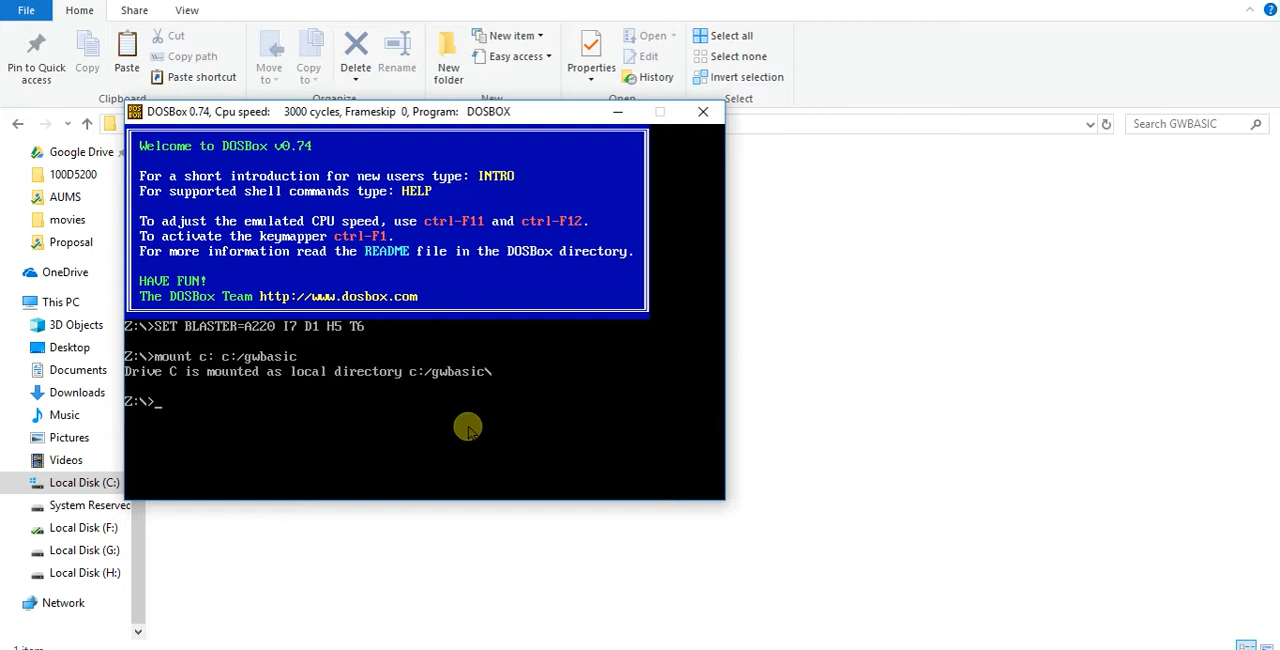 File Home Share View
Pin to Quick access
Copy
Paste
Cut
Copy path
Paste shortcut
Clipboard
Move to
Copy to
Delete
Rename
Organize
New folder
New item
Easy access
New
Properties
Open
Edit
History
Open
Select all
Select none
Invert selection
Select
Search GWBASIC
Google Drive
100D5200
AUMS
movies
Proposal
OneDrive
This PC
3D Objects
Desktop
Documents
Downloads
Music
Pictures
Videos
Local Disk (C:)
System Reserved
Local Disk (F:)
Local Disk (G:)
Local Disk (H:)
Network
1 item
DOSBox 0.74, Cpu speed: 3000 cycles, Frameskip 0, Program: DOSBOX
Welcome to DOSBox v0.74
For a short introduction for new users type: INTRO
For supported shell commands type: HELP
To adjust the emulated CPU speed, use ctrl-F11 and ctrl-F12.
To activate the keymapper ctrl-F1.
For more information read the README file in the DOSBox directory.
HAVE FUN!
The DOSBox Team http://www.dosbox.com
Z:\>SET BLASTER=A220 I7 D1 H5 T6
Z:\>mount c: c:/gwbasic
Drive C is mounted as local directory c:/gwbasic\
Z:\>_